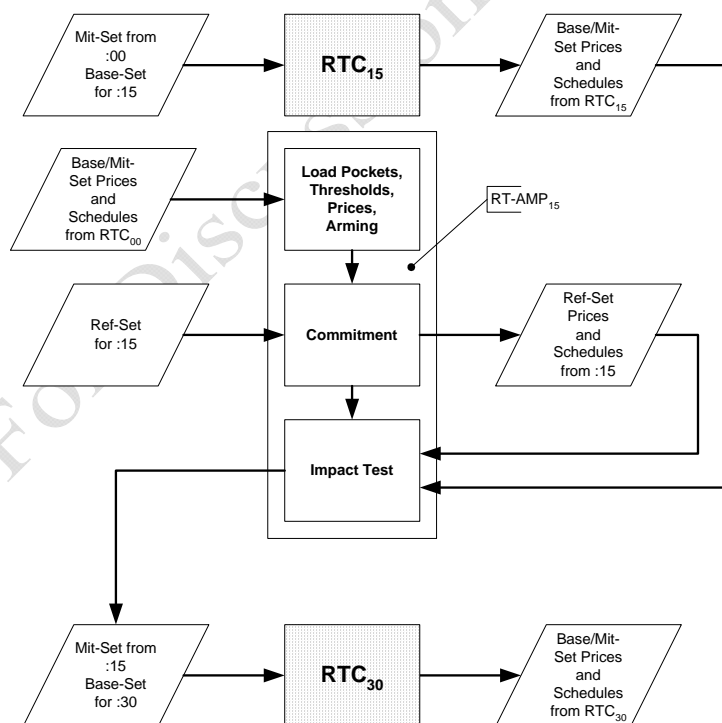 Mit-Set from
:00
Base-Set
for :15
RTC15
Base/Mit-
Set Prices
and
Schedules
from RTC15
Base/Mit-
Set Prices
and
Schedules
from RTC00
Load Pockets,
Thresholds,
Prices,
Arming
RT-AMP15
Ref-Set
for :15
Commitment
Ref-Set
Prices
and
Schedules
from :15
Impact Test
Mit-Set from
:15
Base-Set
for :30
RTC30
Base/Mit-
Set Prices
and
Schedules
from RTC30
For Discussion